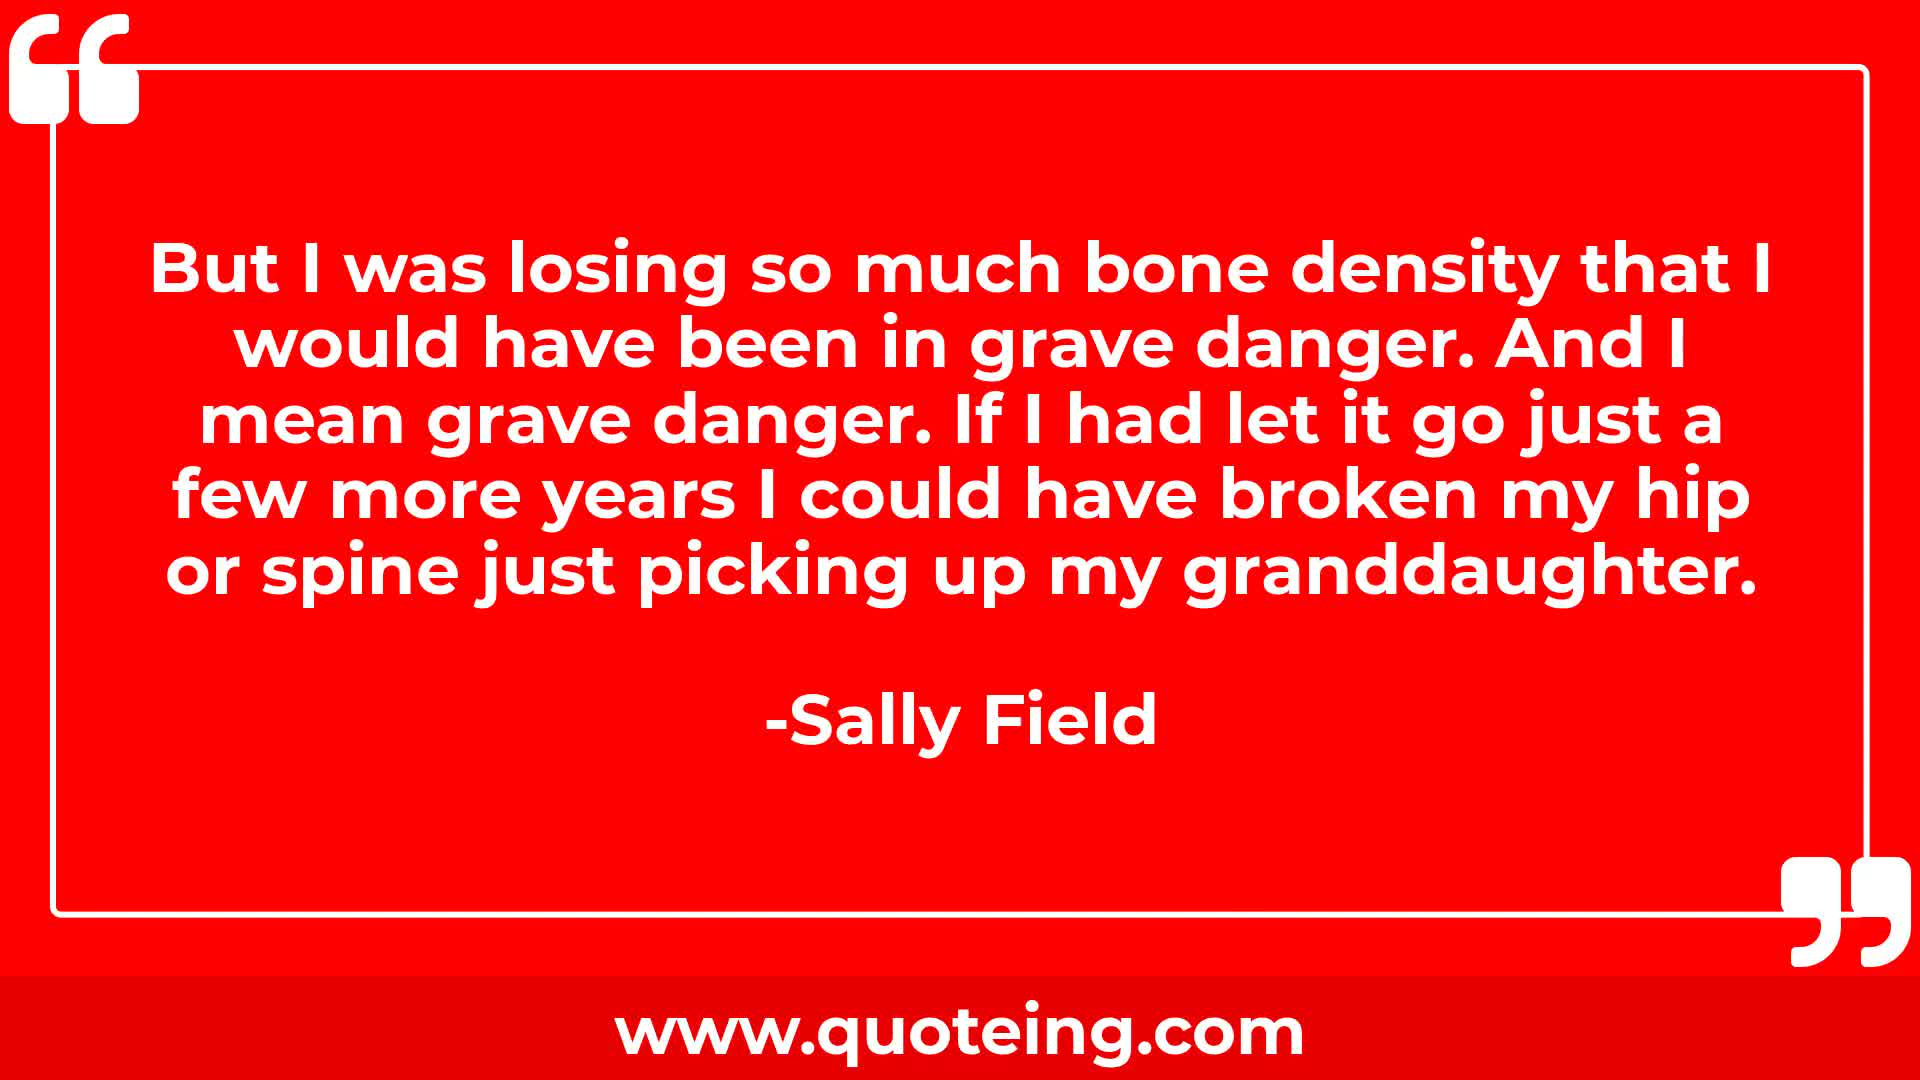 But I was losing so much bone density that I
would have been in grave danger. And I
mean grave danger. If I had let it go just a
few more years I could have broken my hip
or spine just picking up my granddaughter.
-Sally Field
www.quoteing.com